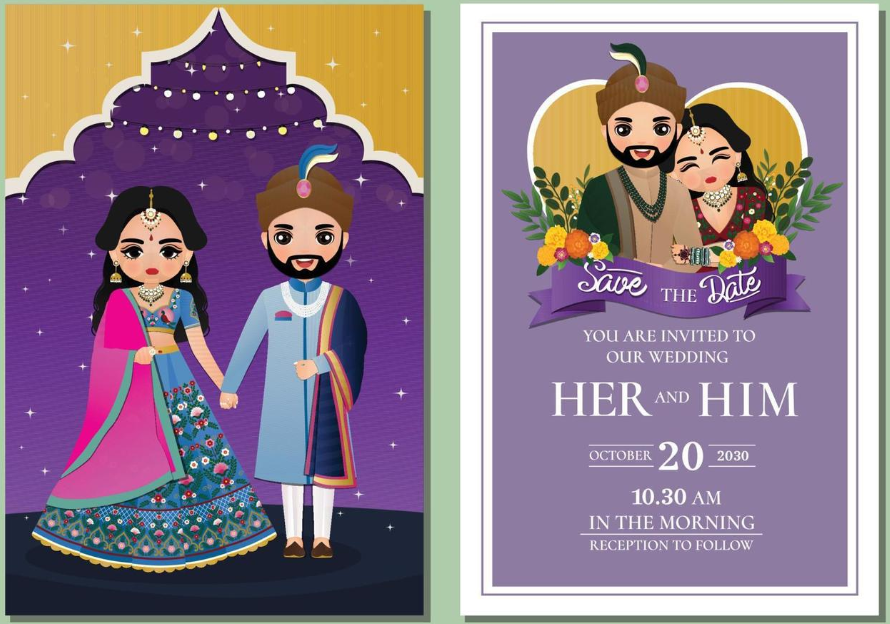 Save THE Date
YOU ARE INVITED TO
OUR WEDDING
HER AND HIM
OCTOBER 20 2030
10.30 AM
IN THE MORNING
RECEPTION TO FOLLOW